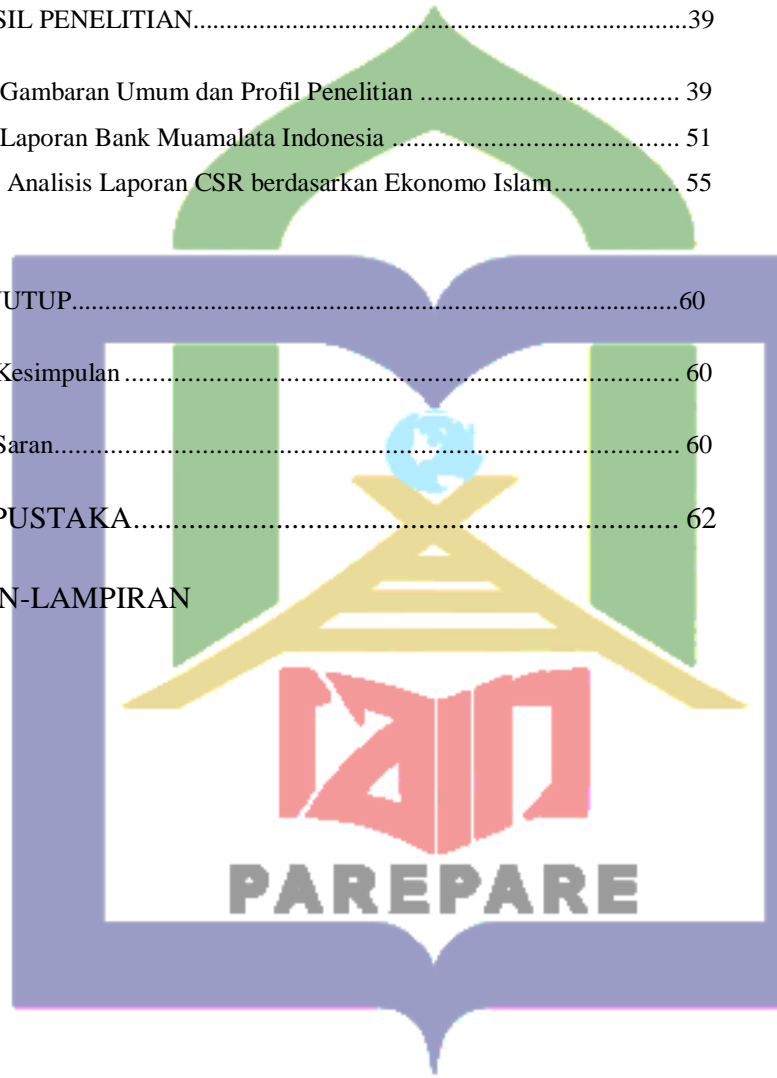 SIL PENELITIAN..........................................................................................39
Gambaran Umum dan Profil Penelitian ............................................ 39
Laporan Bank Muamalata Indonesia ................................................. 51
Analisis Laporan CSR berdasarkan Ekonomo Islam...................... 55
UTUP.........................................................................................................60
Kesimpulan ............................................................................................... 60
Saran........................................................................................................... 60
PUSTAKA.................................................................................. 62
N-LAMPIRAN
iain
PAREPARE